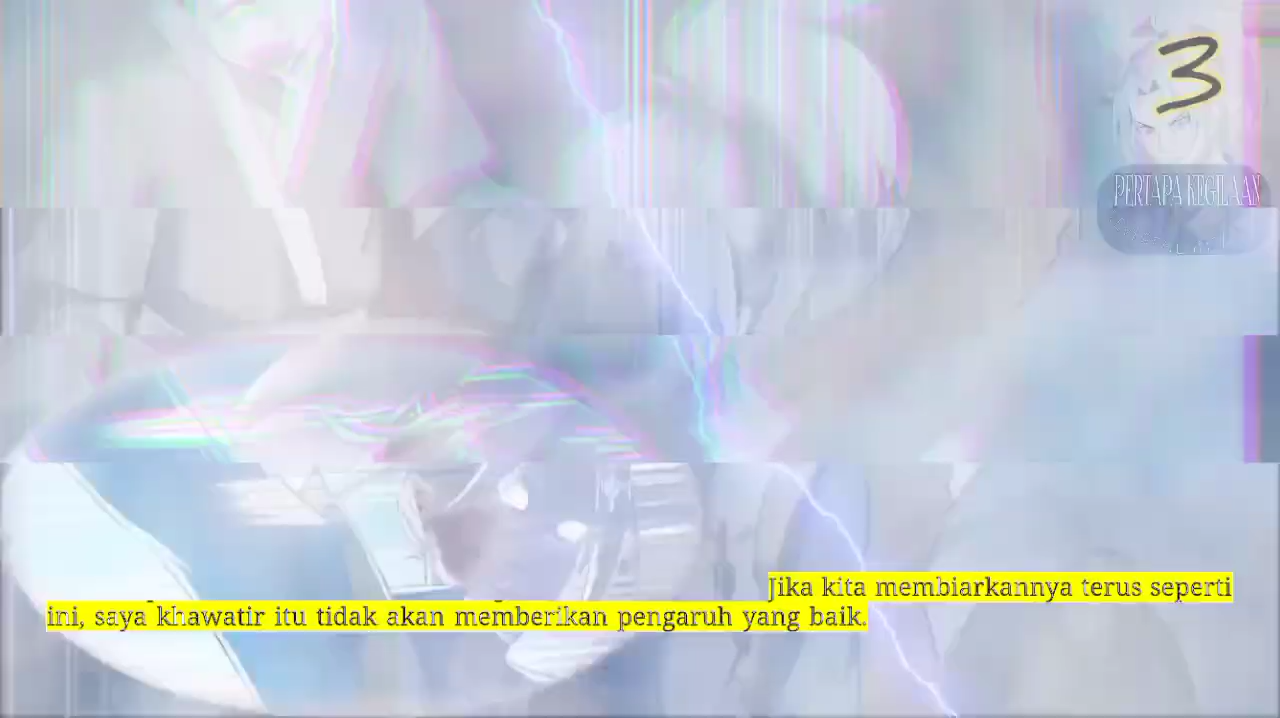 3
PERTAPA KEGILAAN
Jika kita membiarkannya terus seperti
ini, saya khawatir itu tidak akan memberikan pengaruh yang baik.